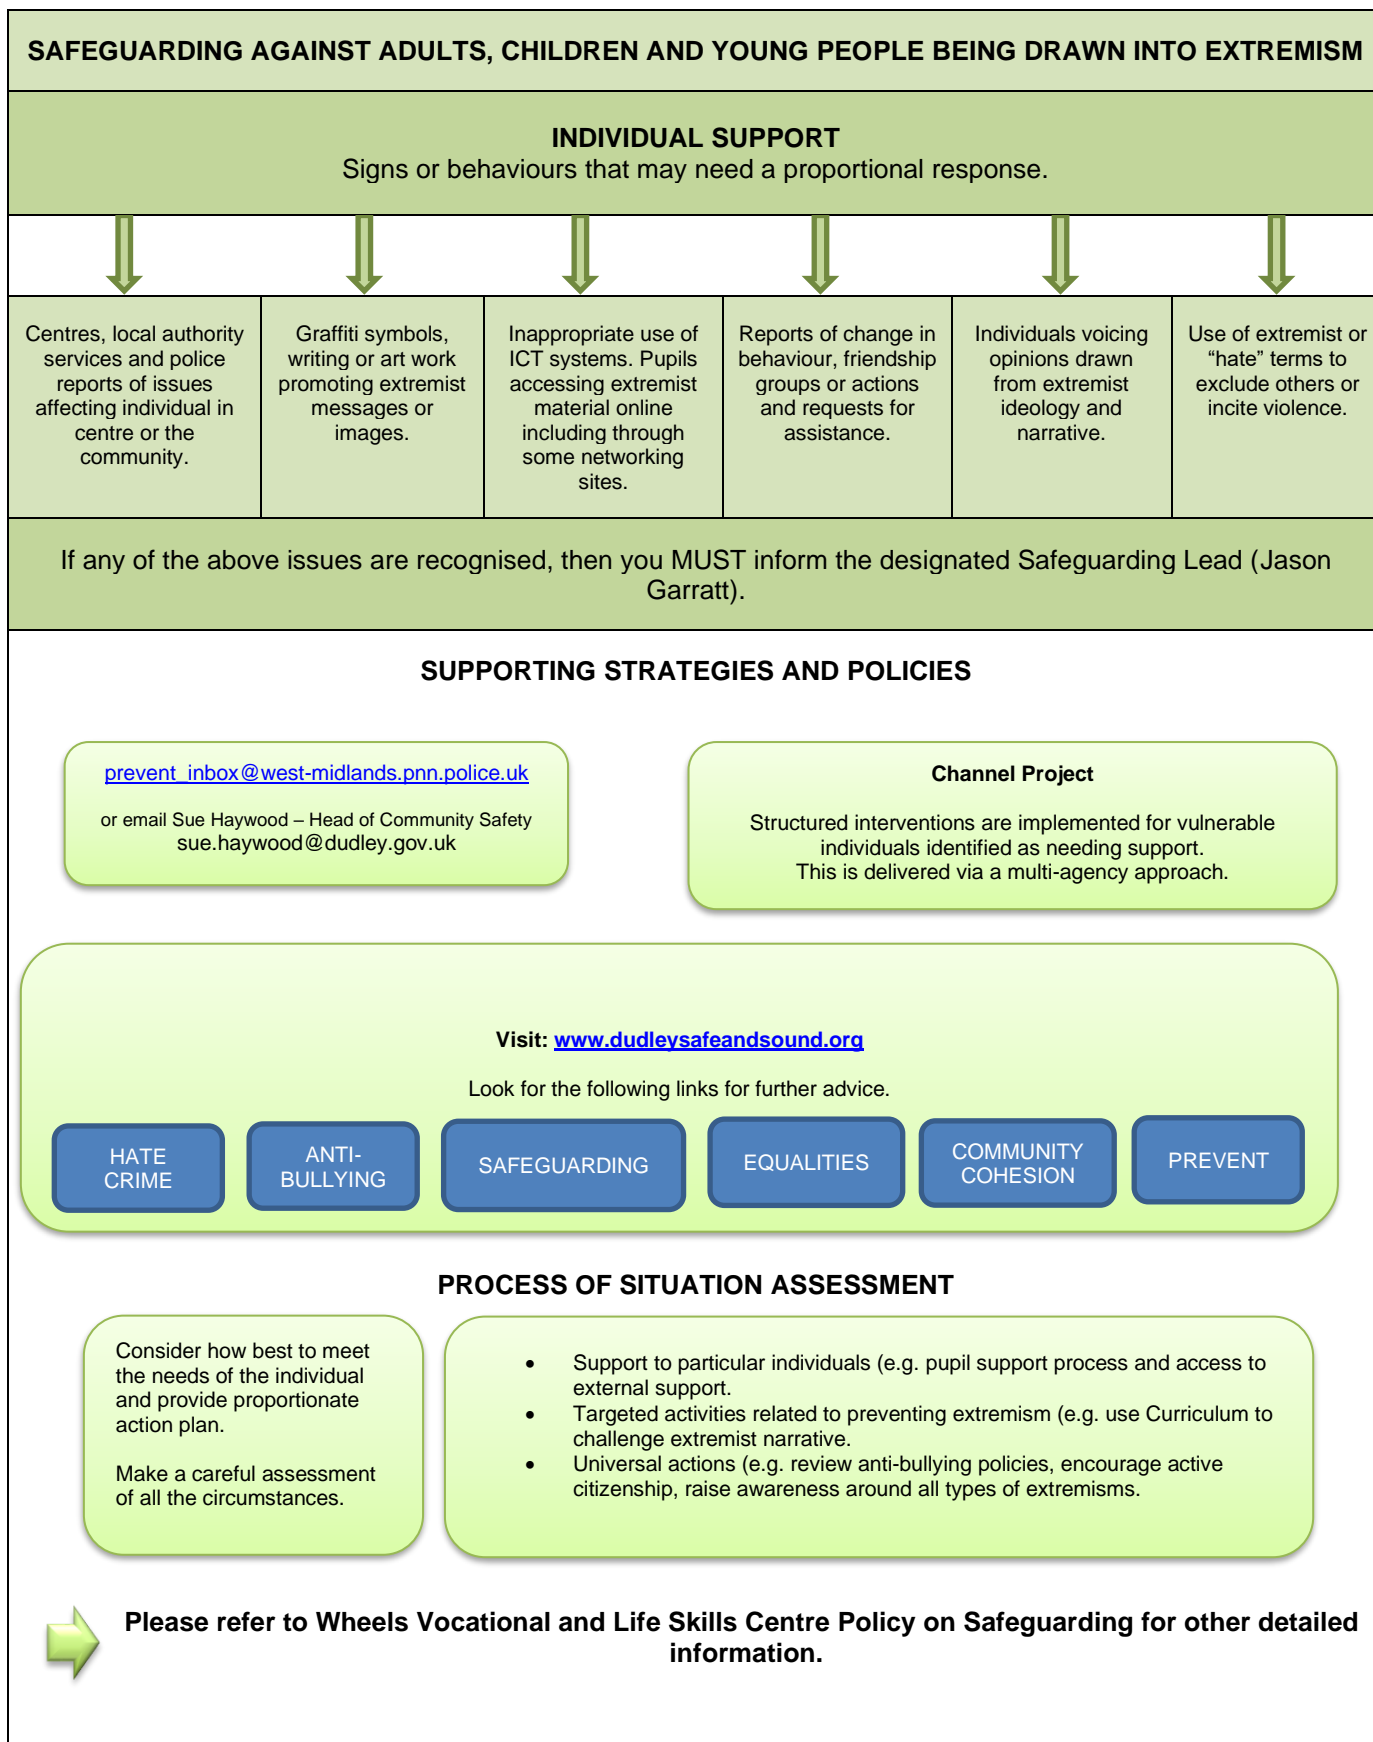 SAFEGUARDING AGAINST ADULTS, CHILDREN AND YOUNG PEOPLE BEING DRAWN INTO EXTREMISM
INDIVIDUAL SUPPORT
Signs or behaviours that may need a proportional response.
Centres, local authority
services and police
reports of issues
affecting individual in
centre or the
community.
Graffiti symbols,
writing or art work
promoting extremist
messages or
images.
Inappropriate use of
ICT systems. Pupils
accessing extremist
material online
including through
some networking
sites.
Reports of change in
behaviour, friendship
groups or actions
and requests for
assistance.
Individuals voicing
opinions drawn
from extremist
ideology and
narrative.
Use of extremist or
“hate” terms to
exclude others or
incite violence.
If any of the above issues are recognised, then you MUST inform the designated Safeguarding Lead (Jason
Garratt).
SUPPORTING STRATEGIES AND POLICIES
prevent_inbox@west-midlands.pnn.police.uk
or email Sue Haywood – Head of Community Safety
sue.haywood@dudley.gov.uk
Channel Project
Structured interventions are implemented for vulnerable
individuals identified as needing support.
This is delivered via a multi-agency approach.
Visit: www.dudleysafeandsound.org
Look for the following links for further advice.
HATE
CRIME
ANTI-
BULLYING
SAFEGUARDING
EQUALITIES
COMMUNITY
COHESION
PREVENT
PROCESS OF SITUATION ASSESSMENT
Consider how best to meet
the needs of the individual
and provide proportionate
action plan.
Make a careful assessment
of all the circumstances.
• Support to particular individuals (e.g. pupil support process and access to
external support.
• Targeted activities related to preventing extremism (e.g. use Curriculum to
challenge extremist narrative.
• Universal actions (e.g. review anti-bullying policies, encourage active
citizenship, raise awareness around all types of extremisms.
Please refer to Wheels Vocational and Life Skills Centre Policy on Safeguarding for other detailed
information.